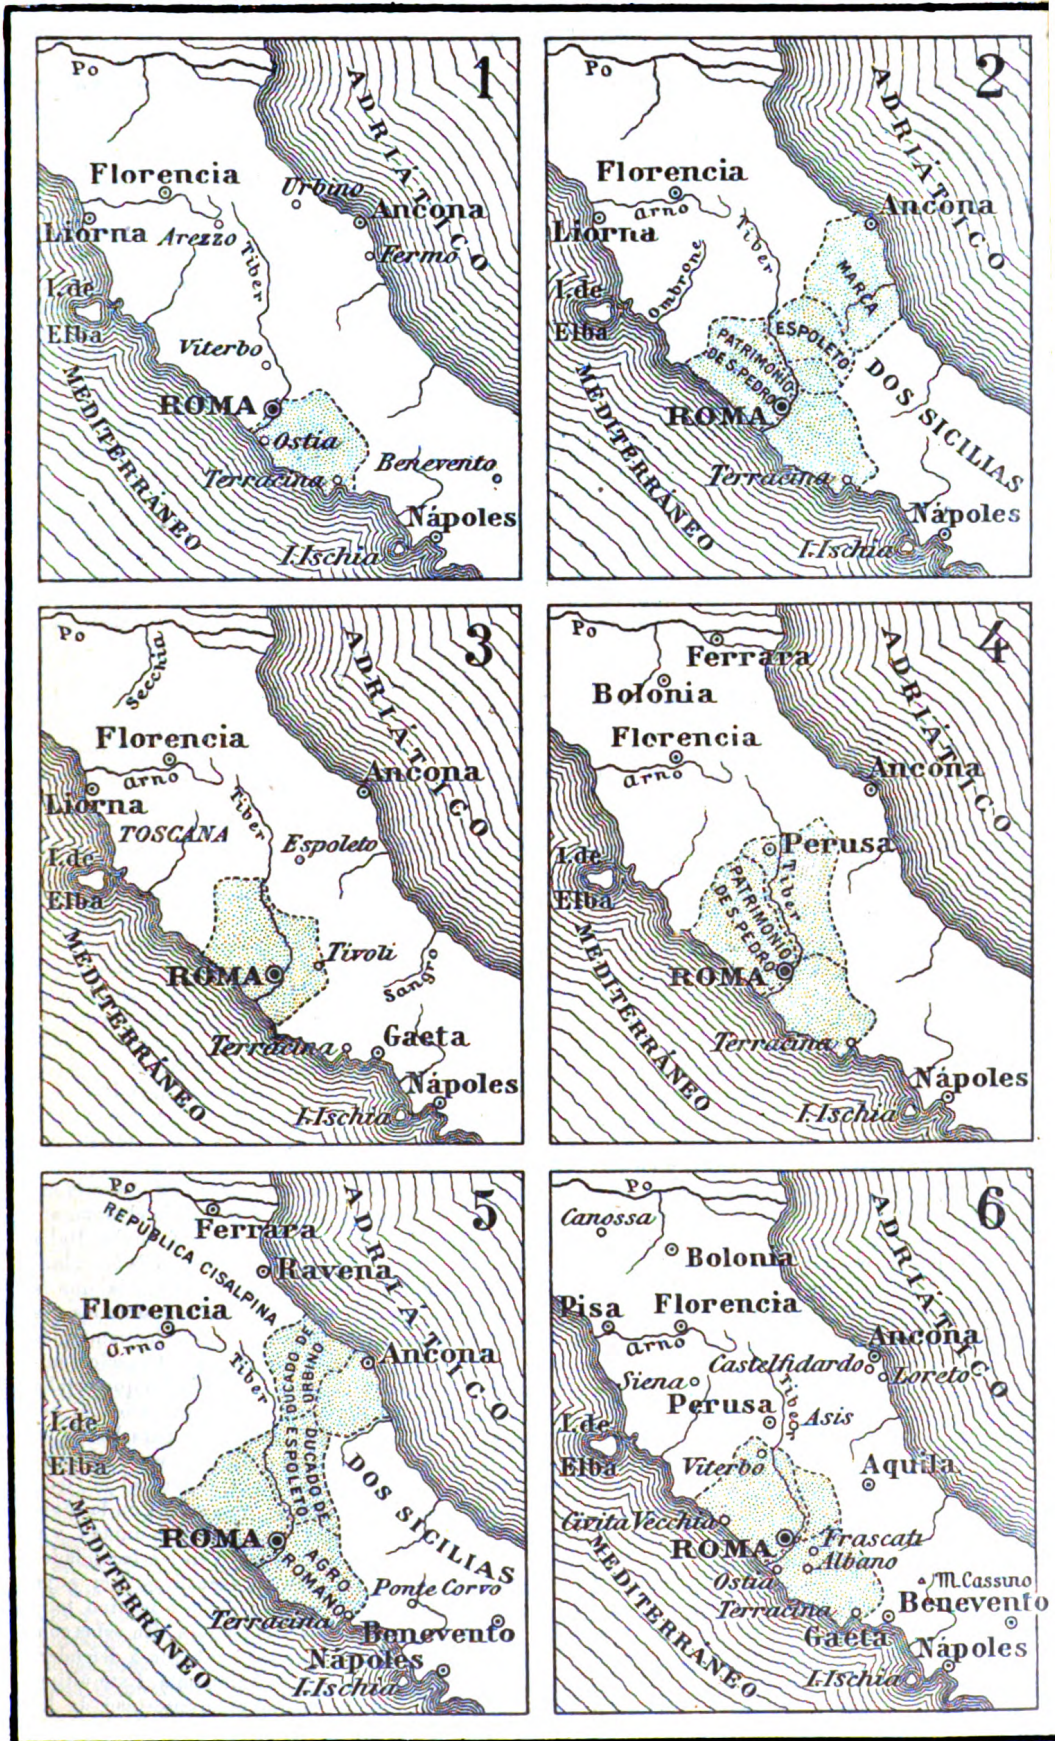 1
Po
ADRIÁTICO
Florencia
Urbino
Liorna
Arezzo
Tiber
Ancona
Fermo
I. de
Elba
Viterbo
ROMA
Ostia
Benevento
Terracina
MEDITERRÁNEO
Nápoles
I. Ischia
2
Po
ADRIÁTICO
Florencia
Arno
Liorna
Ombrone
Tiber
Ancona
MARCA
I. de
Elba
ESPOLETO
PATRIMONIO
DE S. PEDRO
DOS SICILIAS
ROMA
Terracina
MEDITERRÁNEO
Nápoles
I. Ischia
3
Po
Secchia
ADRIÁTICO
Florencia
Arno
Liorna
Tiber
Ancona
TOSCANA
Espoleto
I. de
Elba
Tivoli
ROMA
Sangro
Terracina
Gaeta
MEDITERRÁNEO
Nápoles
I. Ischia
4
Po
Ferrara
ADRIÁTICO
Bolonia
Florencia
Arno
Ancona
Perusa
Tiber
I. de
Elba
PATRIMONIO
DE S. PEDRO
ROMA
Terracina
MEDITERRÁNEO
Nápoles
I. Ischia
5
Po
REPÚBLICA CISALPINA
Ferrara
ADRIÁTICO
Ravena
Florencia
Arno
Tiber
DUCADO DE
URBINO
Ancona
I. de
Elba
DUCADO DE
ESPOLETO
DOS SICILIAS
ROMA
AGRO
ROMANO
Ponte Corvo
Terracina
Benevento
MEDITERRÁNEO
Nápoles
I. Ischia
6
Po
Canossa
ADRIÁTICO
Bolonia
Pisa
Florencia
Arno
Ancona
Castelfidardo
Loreto
Siena
Tiber
Perusa
Asis
I. de
Elba
Viterbo
Aquila
Civita Vecchia
ROMA
Frascati
Albano
Ostia
M. Cassino
Terracina
Benevento
Gaeta
MEDITERRÁNEO
Nápoles
I. Ischia